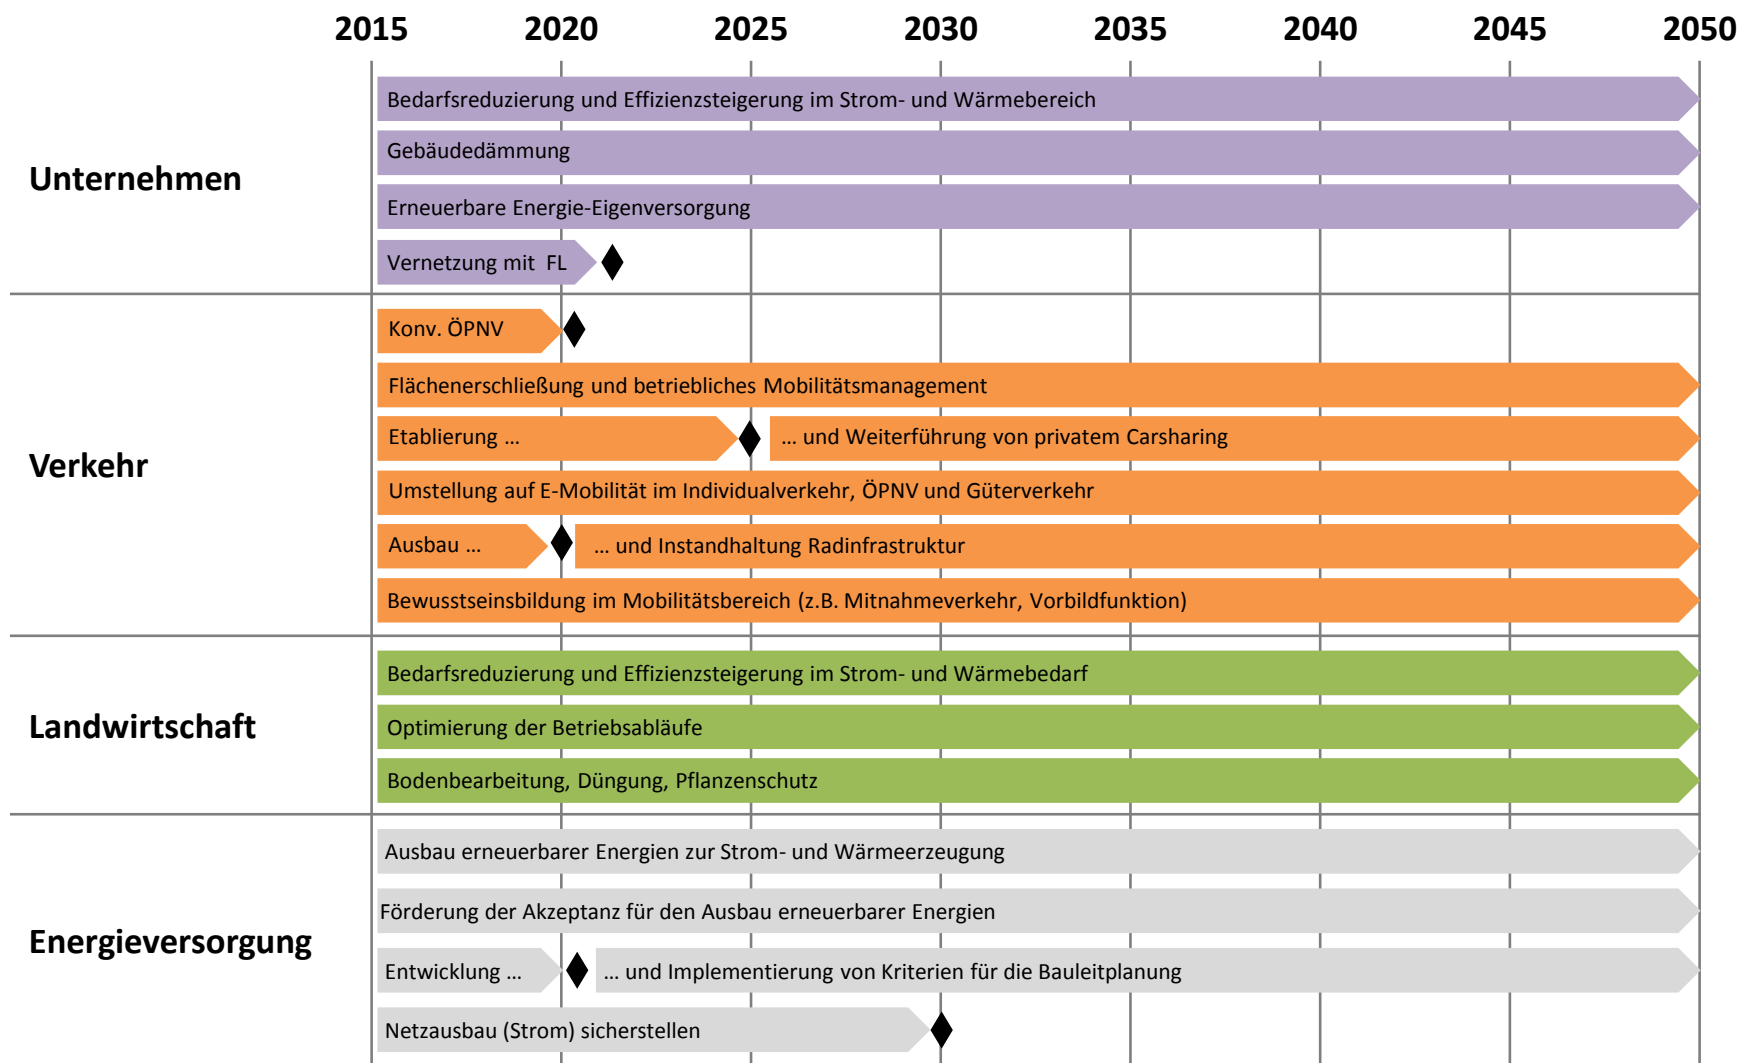 2015 2020 2025 2030 2035 2040 2045 2050
Unternehmen
Bedarfsreduzierung und Effizienzsteigerung im Strom- und Wärmebereich
Gebäudedämmung
Erneuerbare Energie-Eigenversorgung
Vernetzung mit FL
Verkehr
Konv. ÖPNV
Flächenerschließung und betriebliches Mobilitätsmanagement
Etablierung ... ... und Weiterführung von privatem Carsharing
Umstellung auf E-Mobilität im Individualverkehr, ÖPNV und Güterverkehr
Ausbau ... ... und Instandhaltung Radinfrastruktur
Bewusstseinsbildung im Mobilitätsbereich (z.B. Mitnahmeverkehr, Vorbildfunktion)
Landwirtschaft
Bedarfsreduzierung und Effizienzsteigerung im Strom- und Wärmebedarf
Optimierung der Betriebsabläufe
Bodenbearbeitung, Düngung, Pflanzenschutz
Energieversorgung
Ausbau erneuerbarer Energien zur Strom- und Wärmeerzeugung
Förderung der Akzeptanz für den Ausbau erneuerbarer Energien
Entwicklung ... ... und Implementierung von Kriterien für die Bauleitplanung
Netzausbau (Strom) sicherstellen